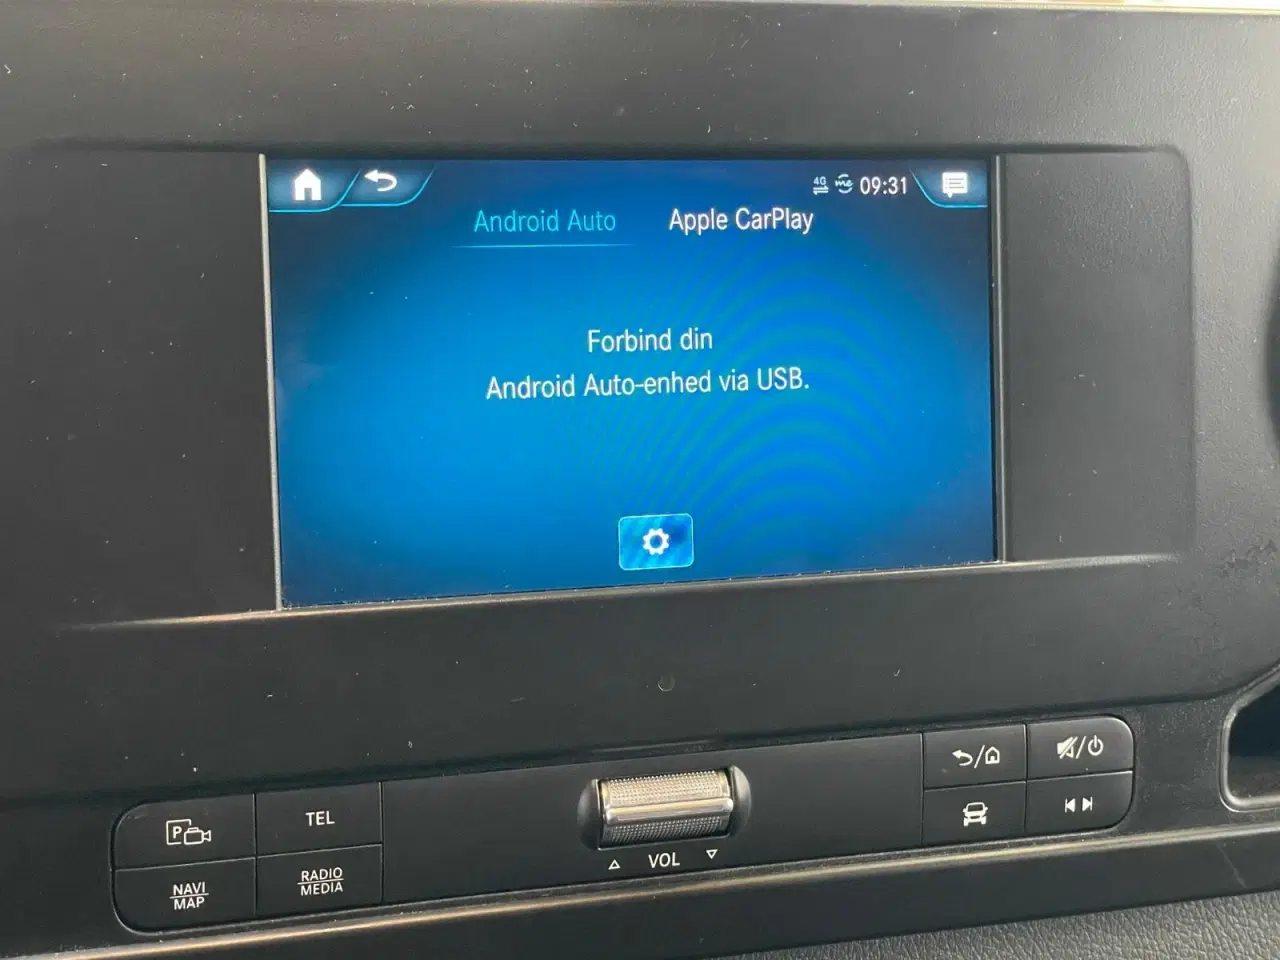 4G me 09:31
Android Auto Apple CarPlay
Forbind din
Android Auto-enhed via USB.
P
TEL
NAVI
MAP
RADIO
MEDIA
VOL